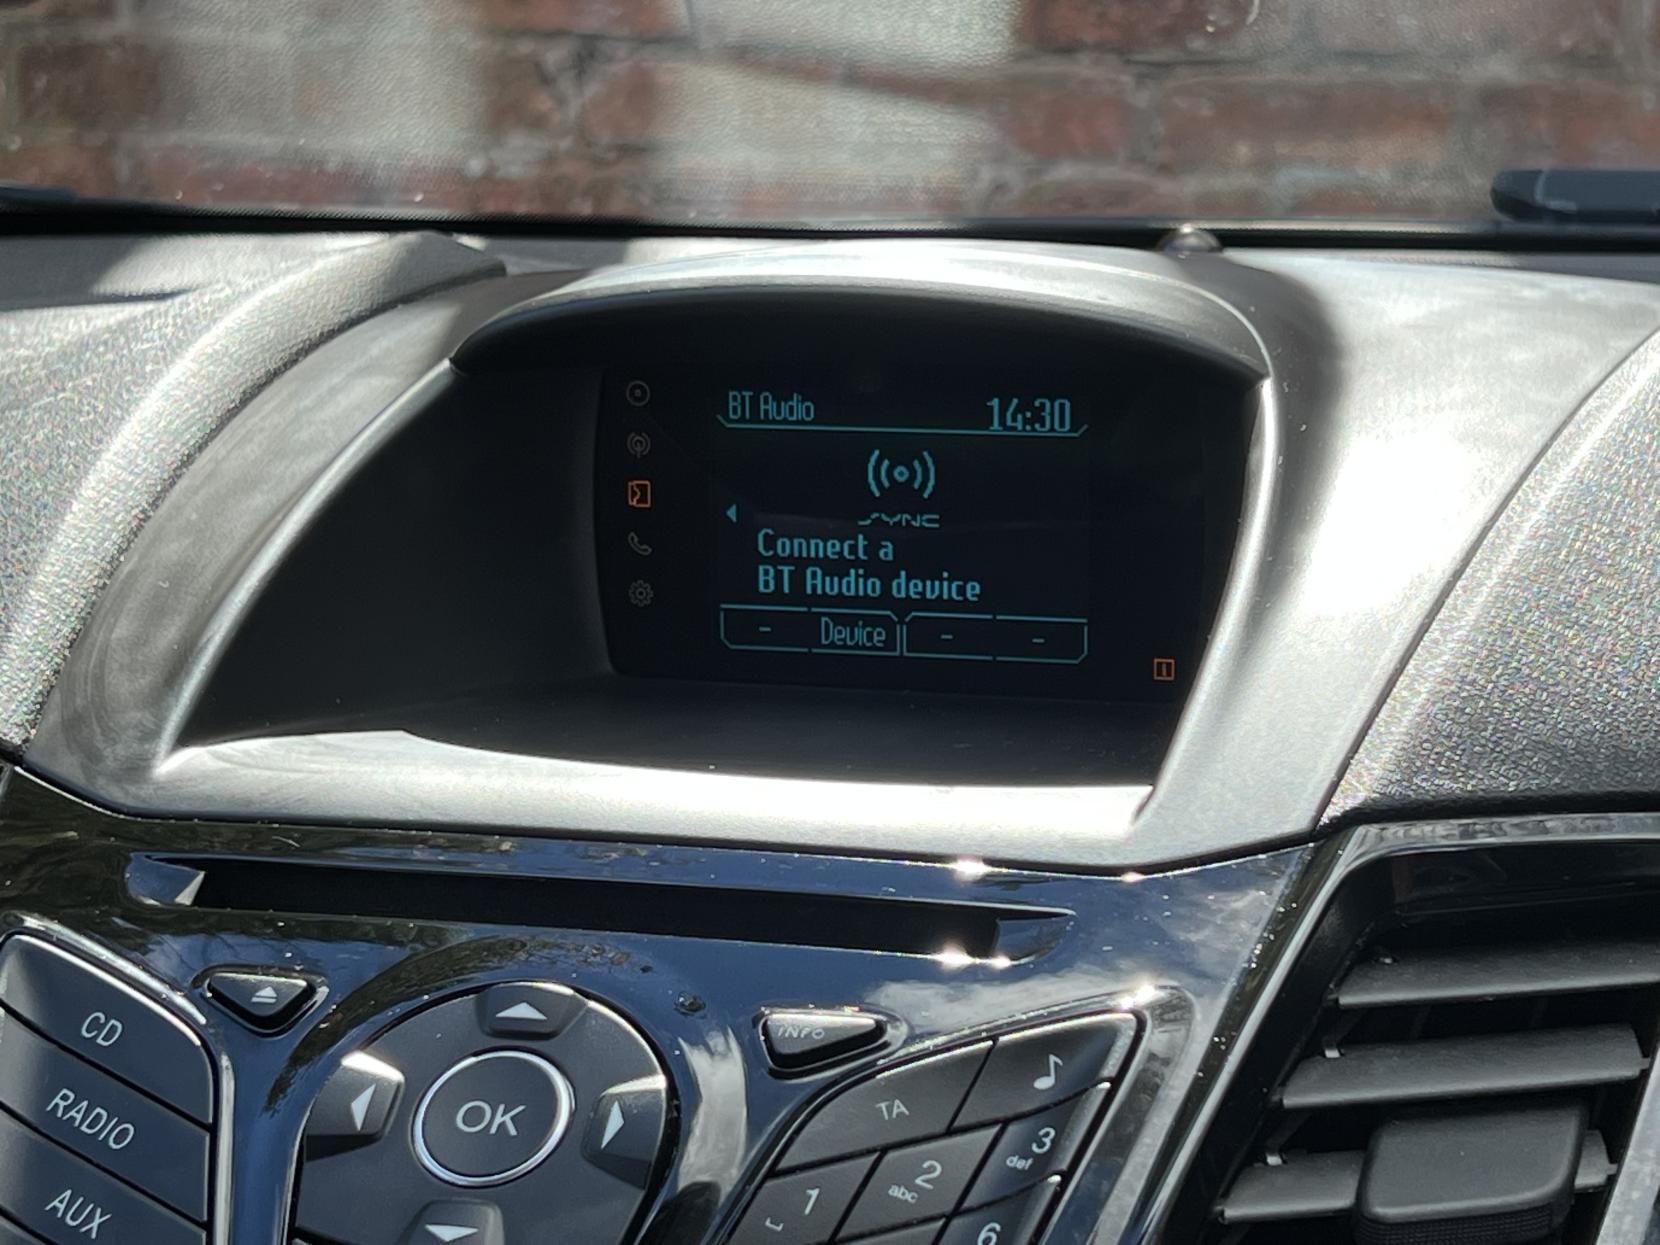 BT Audio 14:30
SYNC
Connect a
BT Audio device
- Device - -
CD
INFO
RADIO
OK
TA
AUX
1
2 abc
3 def
6